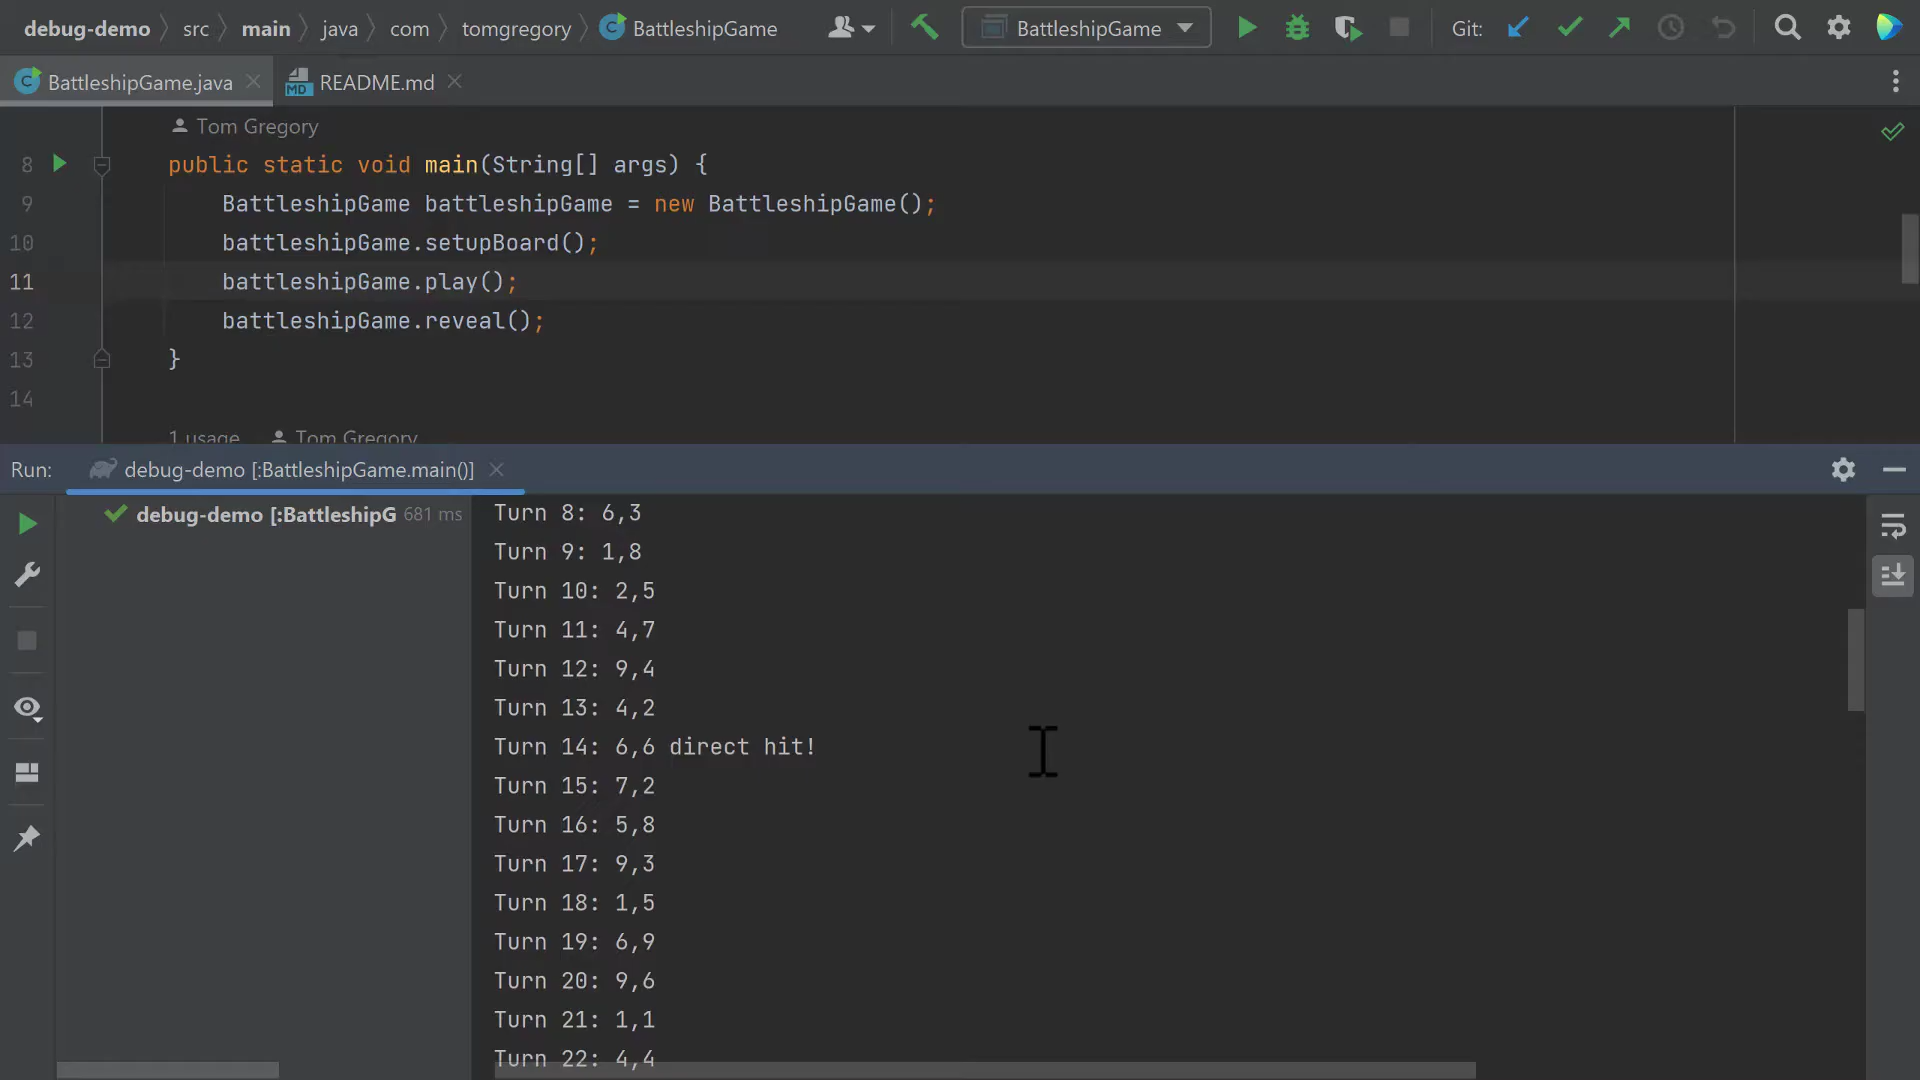 debug-demo src main java com tomgregory BattleshipGame BattleshipGame Git:
BattleshipGame.java README.md
Tom Gregory
8 public static void main(String[] args) {
9 BattleshipGame battleshipGame = new BattleshipGame();
10 battleshipGame.setupBoard();
11 battleshipGame.play();
12 battleshipGame.reveal();
13 }
14
1 usage Tom Gregory
Run: debug-demo [:BattleshipGame.main()]
debug-demo [:BattleshipG 681 ms
Turn 8: 6,3
Turn 9: 1,8
Turn 10: 2,5
Turn 11: 4,7
Turn 12: 9,4
Turn 13: 4,2
Turn 14: 6,6 direct hit!
Turn 15: 7,2
Turn 16: 5,8
Turn 17: 9,3
Turn 18: 1,5
Turn 19: 6,9
Turn 20: 9,6
Turn 21: 1,1
Turn 22: 4,4